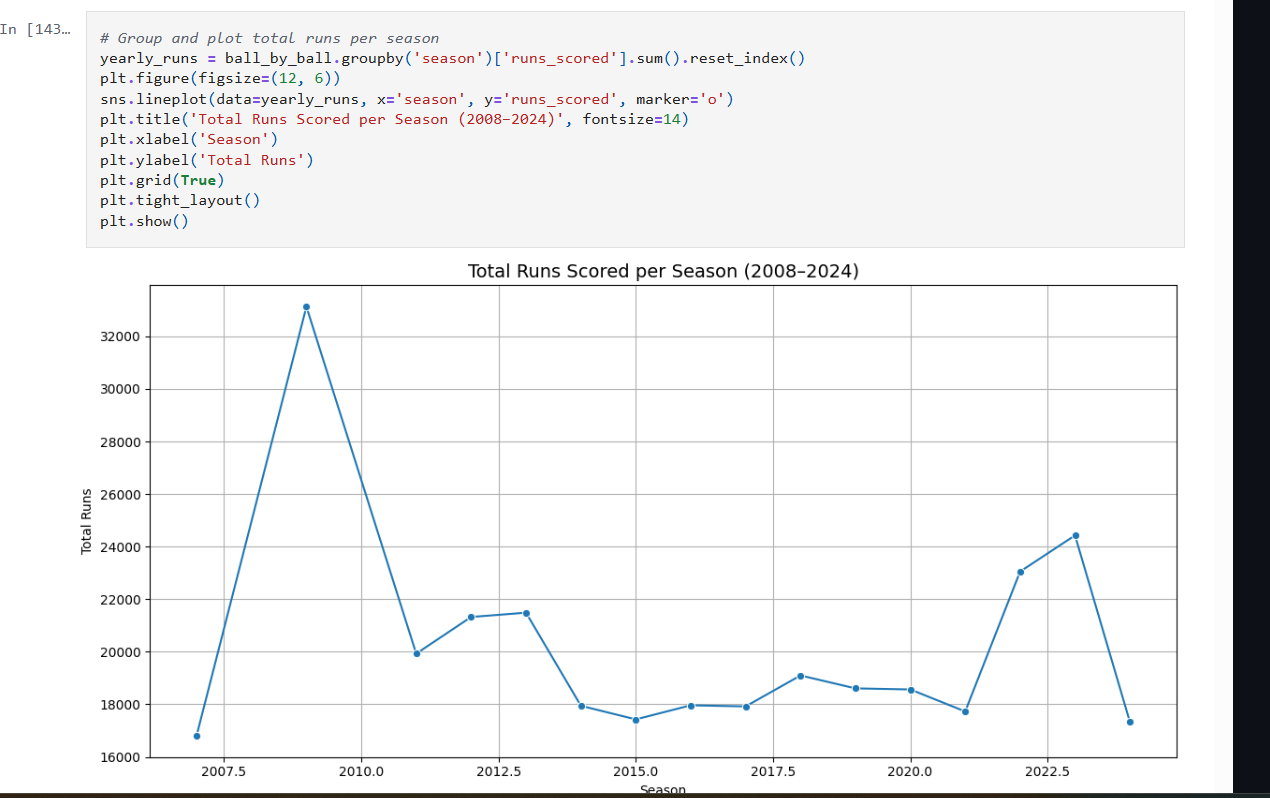 In [143…
# Group and plot total runs per season
yearly_runs = ball_by_ball.groupby('season')['runs_scored'].sum().reset_index()
plt.figure(figsize=(12, 6))
sns.lineplot(data=yearly_runs, x='season', y='runs_scored', marker='o')
plt.title('Total Runs Scored per Season (2008–2024)', fontsize=14)
plt.xlabel('Season')
plt.ylabel('Total Runs')
plt.grid(True)
plt.tight_layout()
plt.show()
Total Runs Scored per Season (2008–2024)
32000
30000
28000
26000
24000
22000
20000
18000
16000
Total Runs
2007.5 2010.0 2012.5 2015.0 2017.5 2020.0 2022.5
Season